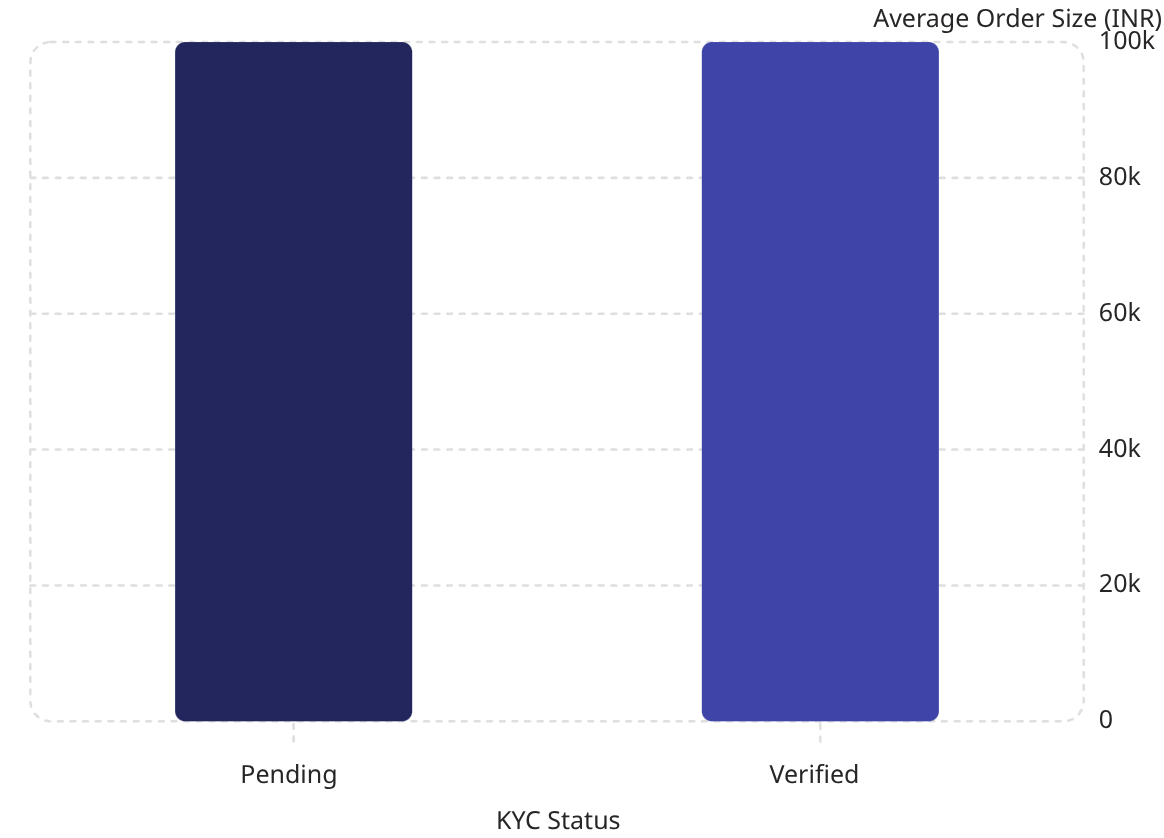 Average Order Size (INR)
100k
80k
60k
40k
20k
0
Pending
Verified
KYC Status